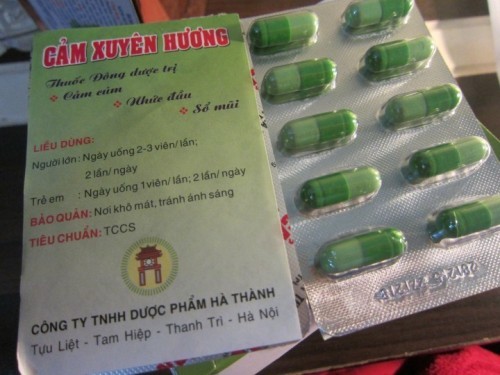 CẢM XUYÊN HƯƠNG
Thuốc Đông dược trị
Cảm cúm
Nhức đầu
Sổ mũi
LIỀU DÙNG:
Người lớn : Ngày uống 2-3 viên/ lần;
2 lần/ ngày
Trẻ em : Ngày uống 1 viên/ lần; 2 lần/ ngày
BẢO QUẢN: Nơi khô mát, tránh ánh sáng
TIÊU CHUẨN: TCCS
CÔNG TY TNHH DƯỢC PHẨM HÀ THÀNH
Tựu Liệt - Tam Hiệp - Thanh Trì - Hà Nội